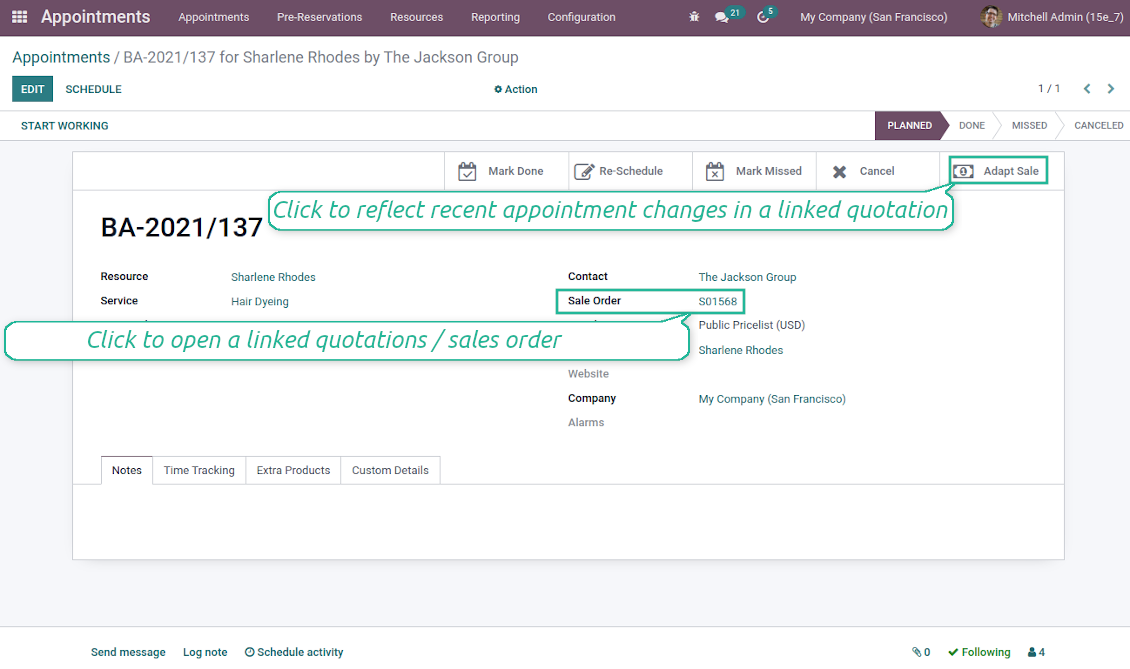 Appointments Appointments Pre-Reservations Resources Reporting Configuration 21 5 My Company (San Francisco) Mitchell Admin (15e_7)
Appointments / BA-2021/137 for Sharlene Rhodes by The Jackson Group
EDIT SCHEDULE Action 1 / 1
START WORKING PLANNED DONE MISSED CANCELED
Mark Done Re-Schedule Mark Missed Cancel Adapt Sale
Click to reflect recent appointment changes in a linked quotation
BA-2021/137
Resource Sharlene Rhodes Contact The Jackson Group
Service Hair Dyeing Sale Order S01568
Public Pricelist (USD)
Click to open a linked quotations / sales order
Sharlene Rhodes
Website
Company My Company (San Francisco)
Alarms
Notes Time Tracking Extra Products Custom Details
Send message Log note Schedule activity 0 Following 4